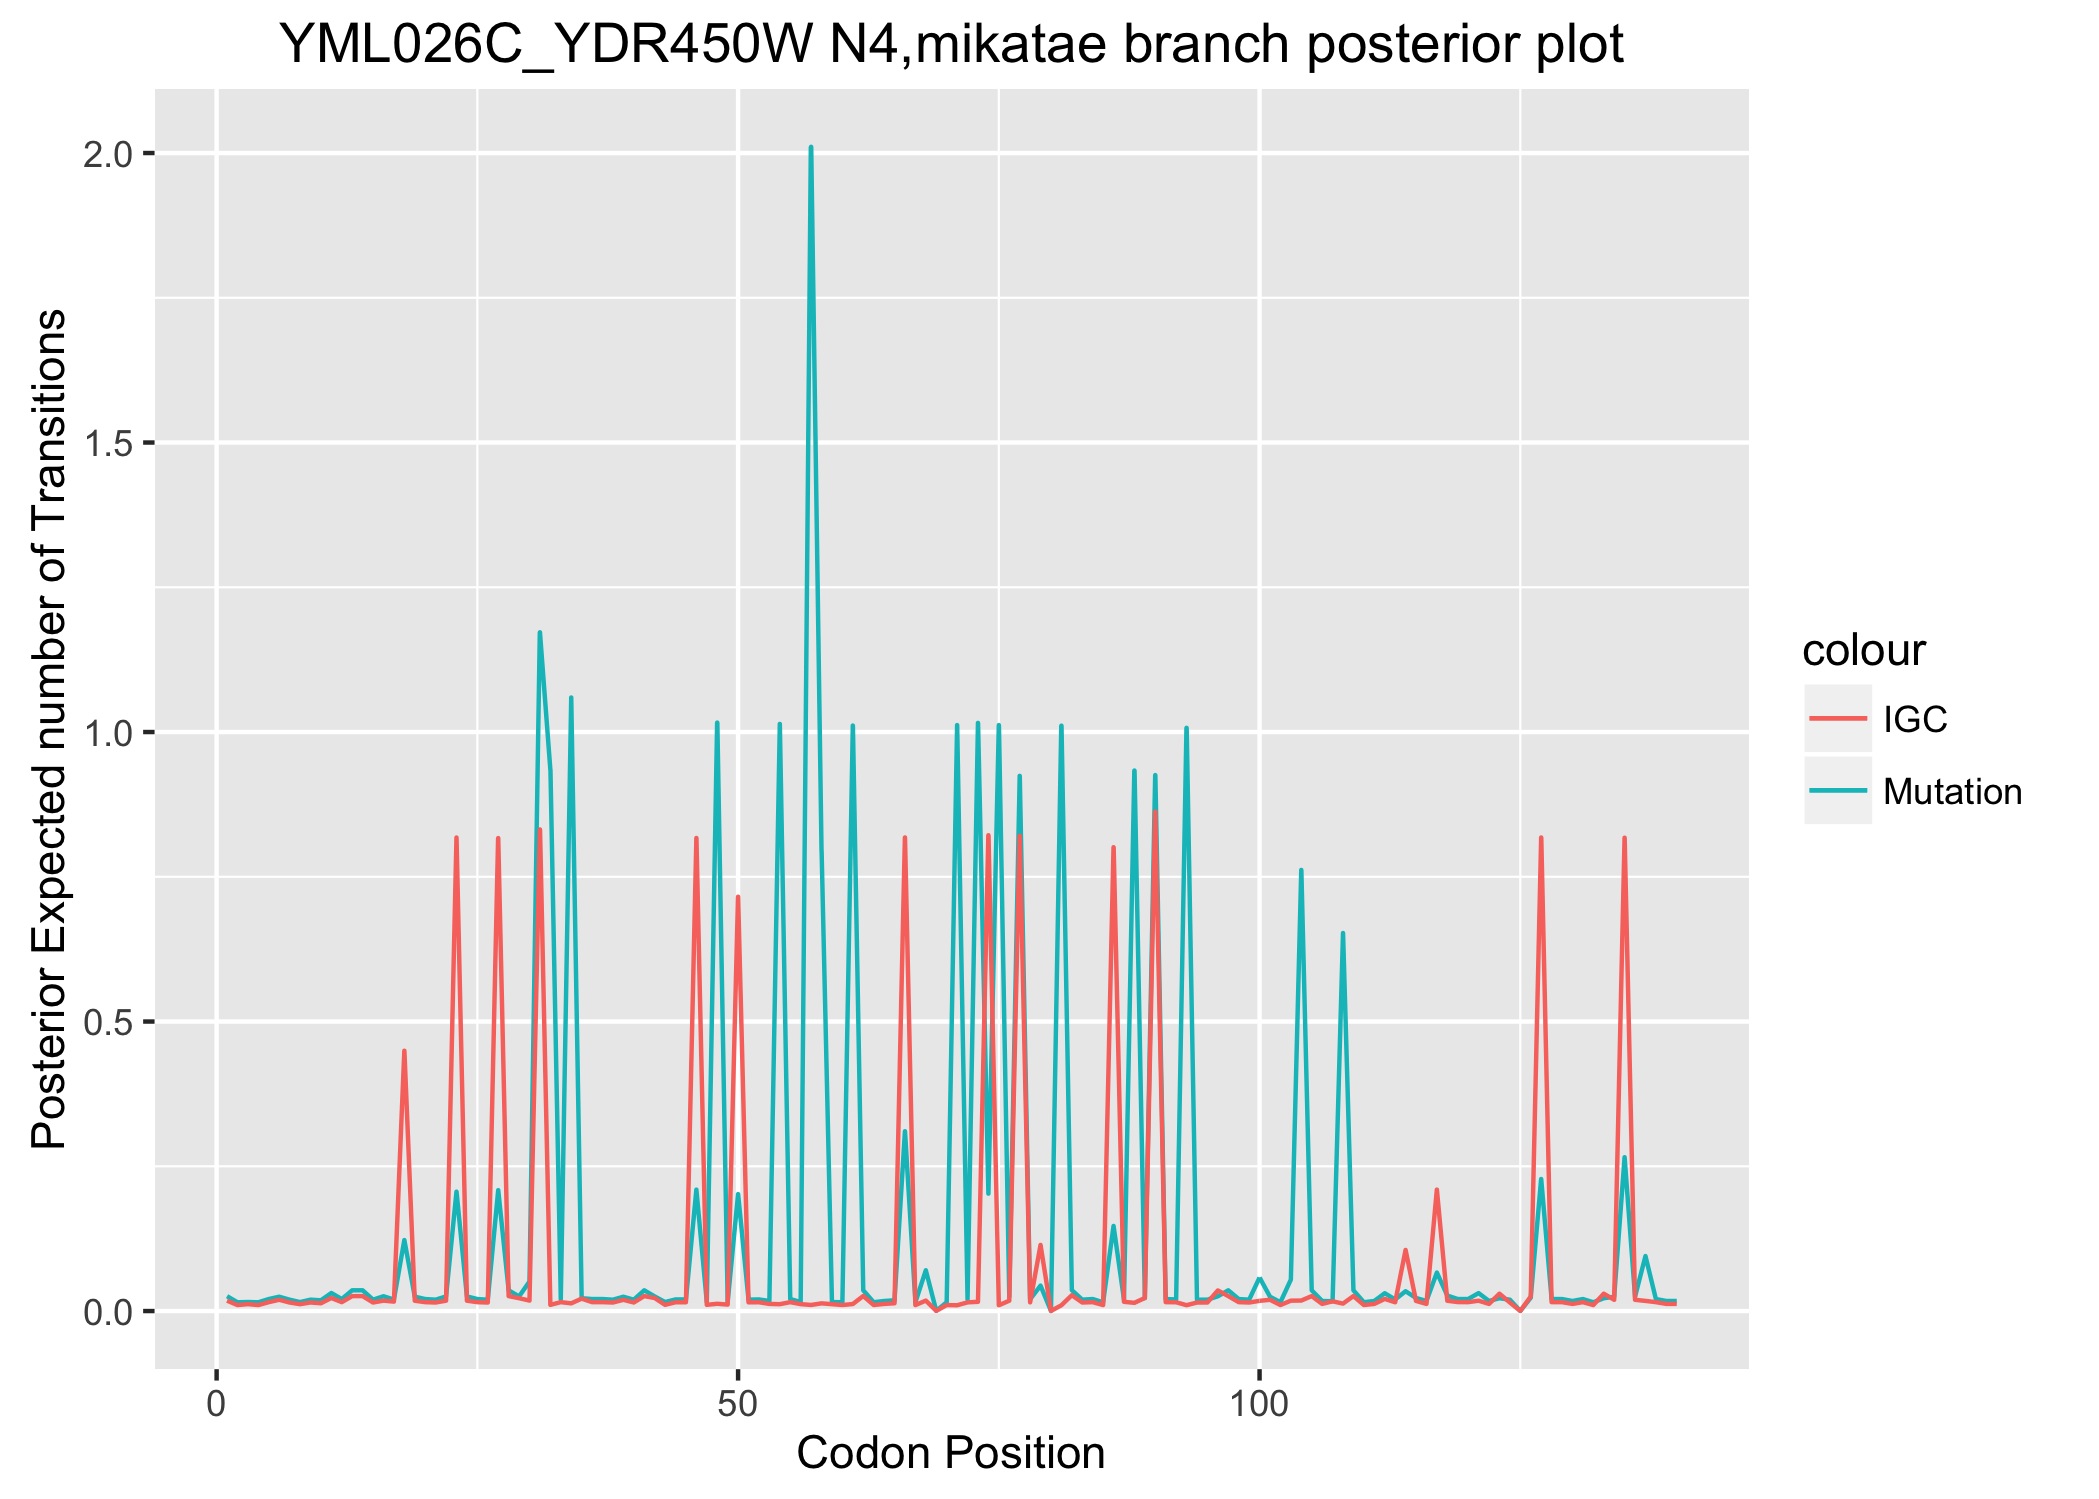 YML026C_YDR450W N4,mikatae branch posterior plot
Posterior Expected number of Transitions
2.0
1.5
1.0
0.5
0.0
0
50
100
Codon Position
colour
IGC
Mutation